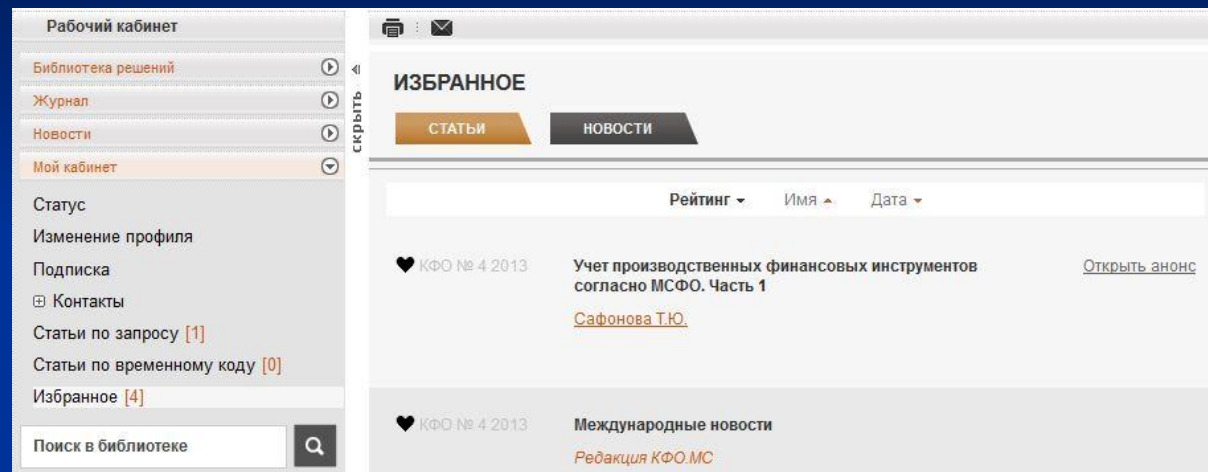 Рабочий кабинет
Библиотека решений
Журнал
Новости
Мой кабинет
Статус
Изменение профиля
Подписка
Контакты
Статьи по запросу [1]
Статьи по временному коду [0]
Избранное [4]
Поиск в библиотеке
скрыть
ИЗБРАННОЕ
СТАТЬИ
НОВОСТИ
Рейтинг Имя Дата
КФО № 4 2013
Учет производственных финансовых инструментов
согласно МСФО. Часть 1
Открыть анонс
Сафонова Т.Ю.
КФО № 4 2013
Международные новости
Редакция КФО.МС